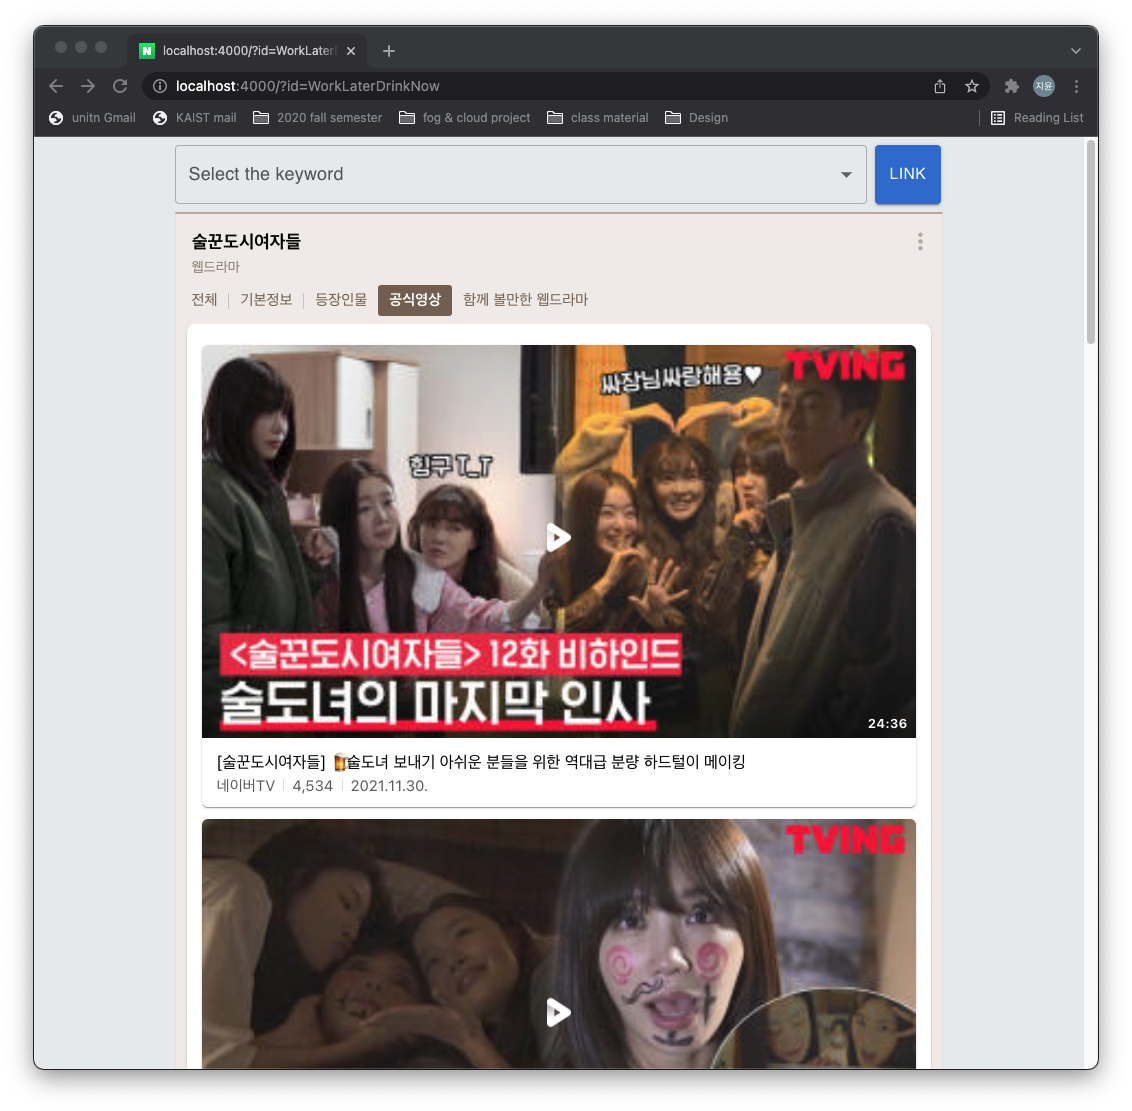 localhost:4000/?id=WorkLater
localhost:4000/?id=WorkLaterDrinkNow
지윤
unitn Gmail
KAIST mail
2020 fall semester
fog & cloud project
class material
Design
Reading List
Select the keyword
LINK
술꾼도시여자들
웹드라마
전체
기본정보
등장인물
공식영상
함께 볼만한 웹드라마
TVING
싸장님싸랑해용♥
힝구 T_T
<술꾼도시여자들> 12화 비하인드
술도녀의 마지막 인사
24:36
[술꾼도시여자들] 🍺술도녀 보내기 아쉬운 분들을 위한 역대급 분량 하드털이 메이킹
네이버TV
4,534
2021.11.30.
TVING